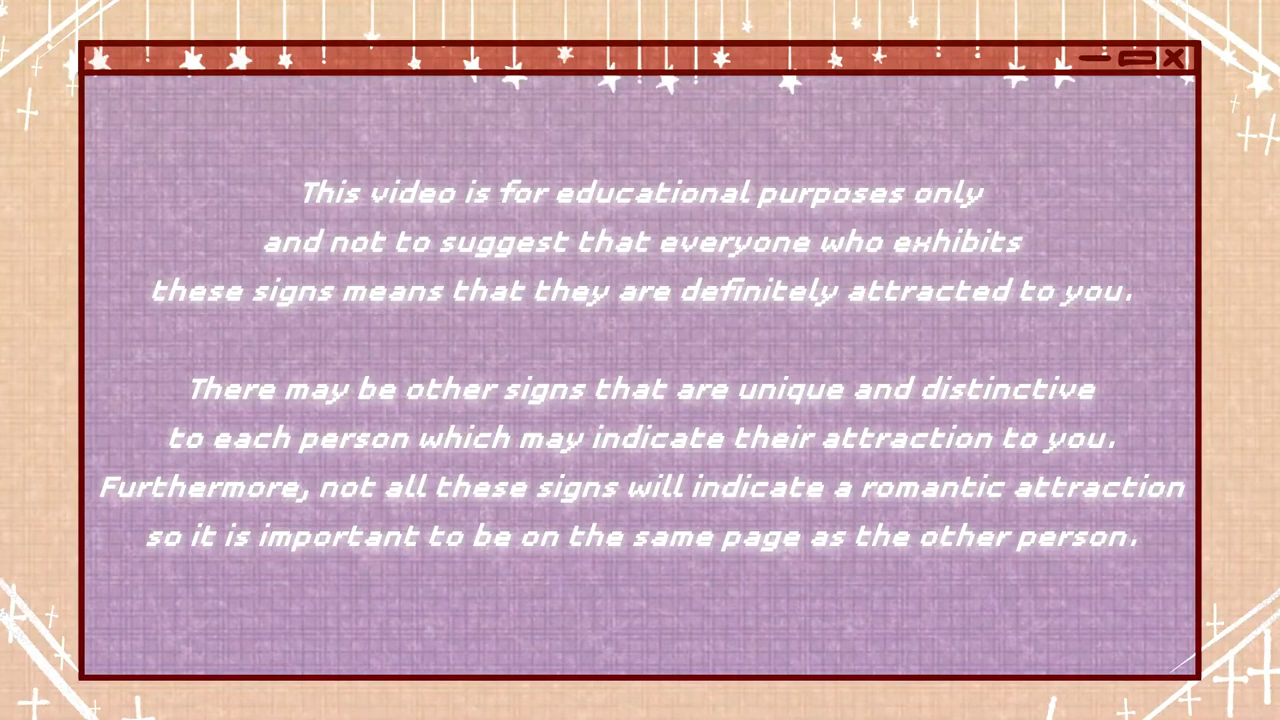 This video is for educational purposes only
and not to suggest that everyone who exhibits
these signs means that they are definitely attracted to you.
There may be other signs that are unique and distinctive
to each person which may indicate their attraction to you.
Furthermore, not all these signs will indicate a romantic attraction
so it is important to be on the same page as the other person.